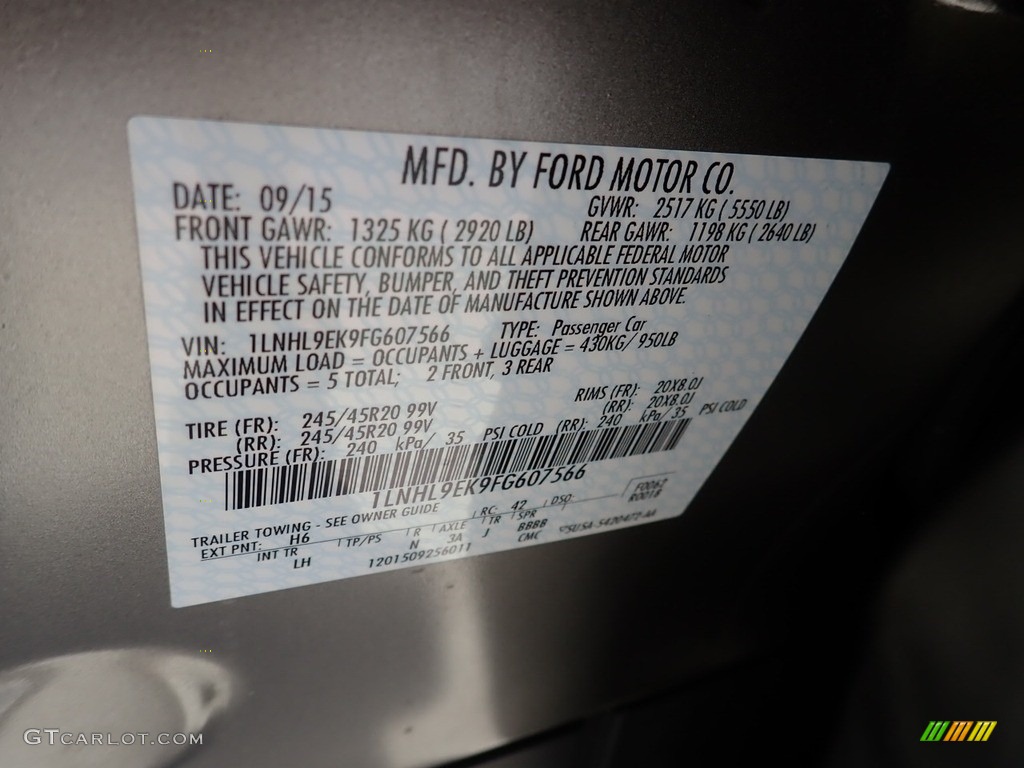 MFD. BY FORD MOTOR CO.
DATE: 09/15 GVWR: 2517 KG ( 5550 LB)
FRONT GAWR: 1325 KG ( 2920 LB) REAR GAWR: 1198 KG ( 2640 LB)
THIS VEHICLE CONFORMS TO ALL APPLICABLE FEDERAL MOTOR
VEHICLE SAFETY, BUMPER, AND THEFT PREVENTION STANDARDS
IN EFFECT ON THE DATE OF MANUFACTURE SHOWN ABOVE.
VIN: 1LNHL9EK9FG607566 TYPE: Passenger Car
MAXIMUM LOAD = OCCUPANTS + LUGGAGE = 430KG/ 950LB
OCCUPANTS = 5 TOTAL; 2 FRONT, 3 REAR
TIRE (FR): 245/45R20 99V RIMS (FR): 20X8.0J
(RR): 245/45R20 99V (RR): 20X8.0J
PRESSURE (FR): 240 kPa/ 35 PSI COLD (RR): 240 kPa/ 35 PSI COLD
1LNHL9EK9FG607566
TRAILER TOWING - SEE OWNER GUIDE RC: 42 DSO: F0062
EXT PNT: H6 R0018
INT TR TP/PS R AXLE TR SPR
LH N 3A J BBBB
1201509256011 CMC
GTCARLOT.COM